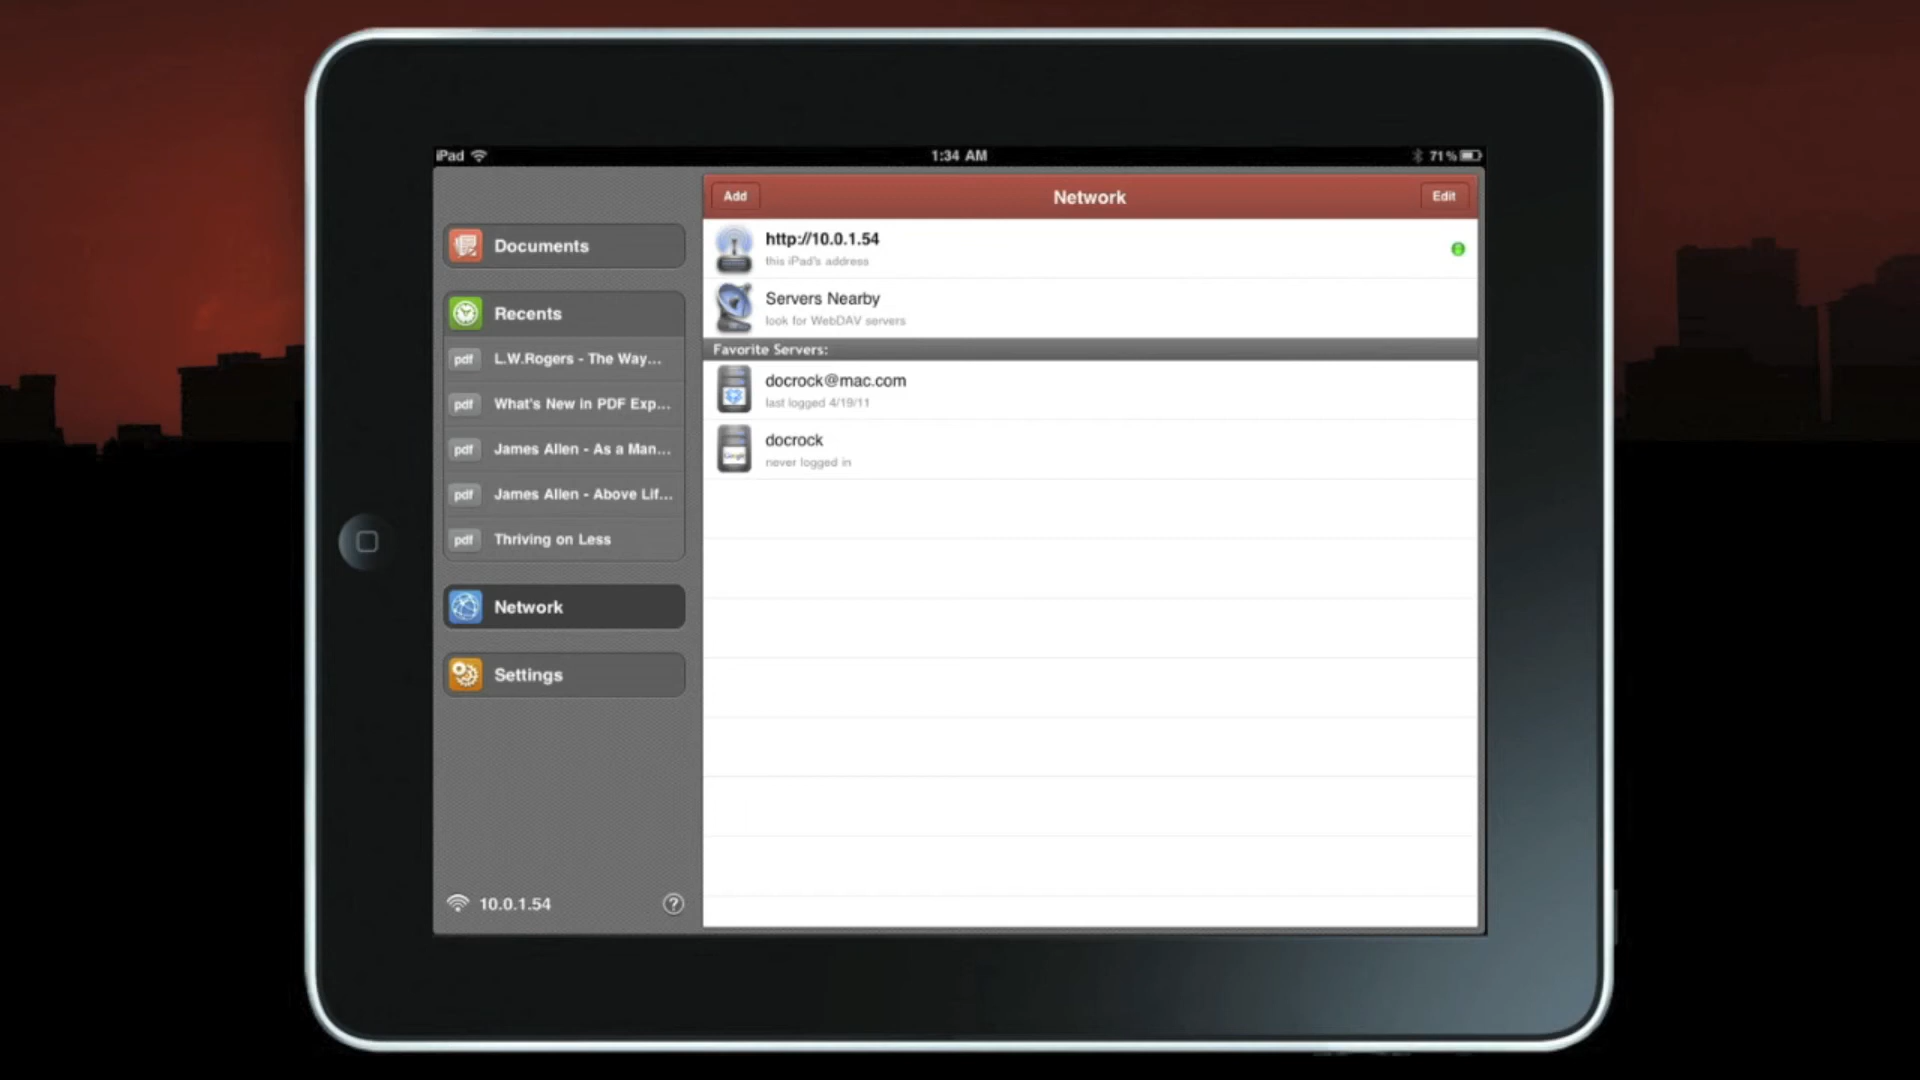 iPad
1:34 AM
71%
Documents
Recents
pdf L.W.Rogers - The Way...
pdf What's New in PDF Exp...
pdf James Allen - As a Man...
pdf James Allen - Above Lif...
pdf Thriving on Less
Network
Settings
10.0.1.54
?
Add
Network
Edit
http://10.0.1.54
this iPad's address
Servers Nearby
look for WebDAV servers
Favorite Servers:
docrock@mac.com
last logged 4/19/11
docrock
Google
never logged in